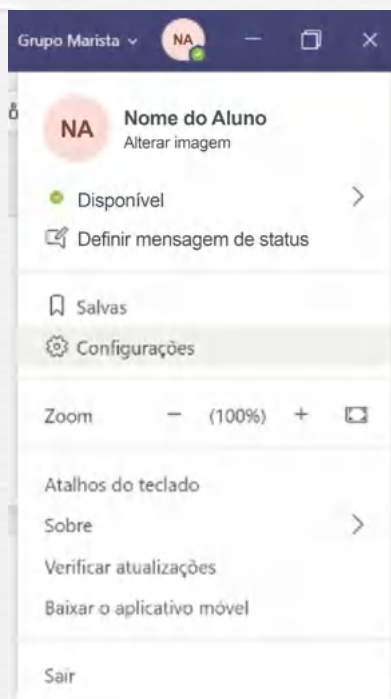 Grupo Marista
NA
NA
Nome do Aluno
Alterar imagem
Disponível
Definir mensagem de status
Salvas
Configurações
Zoom − (100%) +
Atalhos do teclado
Sobre
Verificar atualizações
Baixar o aplicativo móvel
Sair